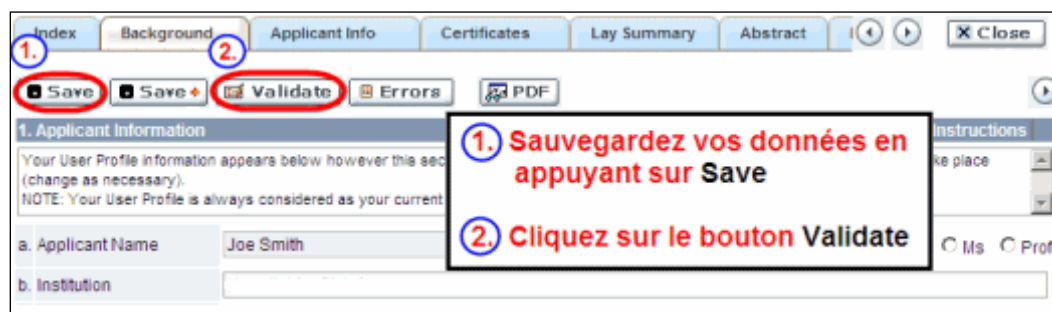 Index Background Applicant Info Certificates Lay Summary Abstract Close
1. 2.
Save Save+ Validate Errors PDF
1. Applicant Information Instructions
1. Sauvegardez vos données en
appuyant sur Save
2. Cliquez sur le bouton Validate
Your User Profile information appears below however this sec ke place
(change as necessary).
NOTE: Your User Profile is always considered as your current
a. Applicant Name Joe Smith Ms Prof
b. Institution